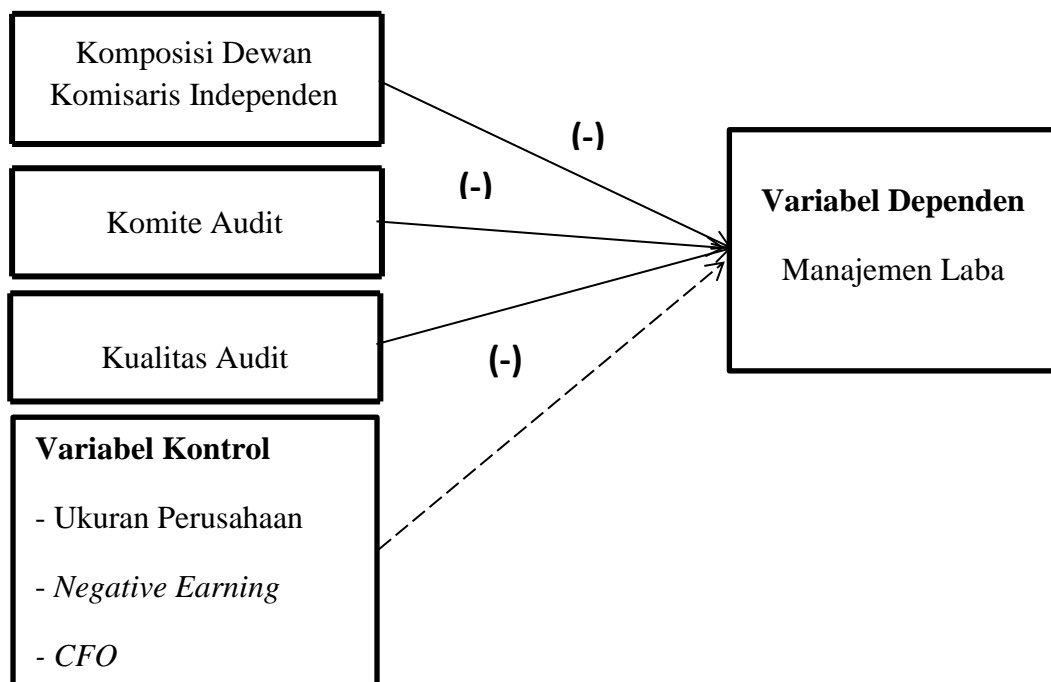 Komposisi Dewan
Komisaris Independen
(-)
(-)
Komite Audit
Variabel Dependen
Manajemen Laba
Kualitas Audit
(-)
Variabel Kontrol
- Ukuran Perusahaan
- Negative Earning
- CFO